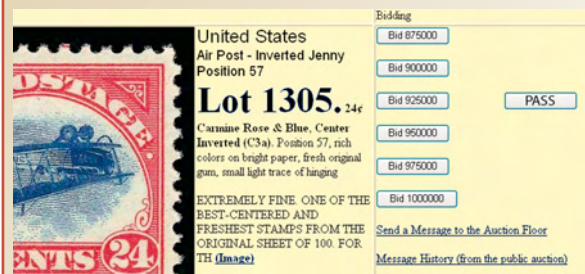 Bidding
United States
Air Post - Inverted Jenny
Position 57
Lot 1305. 24¢
Carmine Rose & Blue, Center
Inverted (C3a). Position 57, rich
colors on bright paper, fresh original
gum, small light trace of hinging
EXTREMELY FINE. ONE OF THE
BEST-CENTERED AND
FRESHEST STAMPS FROM THE
ORIGINAL SHEET OF 100. FOR
TH (Image)
Bid 875000
Bid 900000
Bid 925000
PASS
Bid 950000
Bid 975000
Bid 1000000
Send a Message to the Auction Floor
Message History (from the public auction)
STAGE
ENTS 24